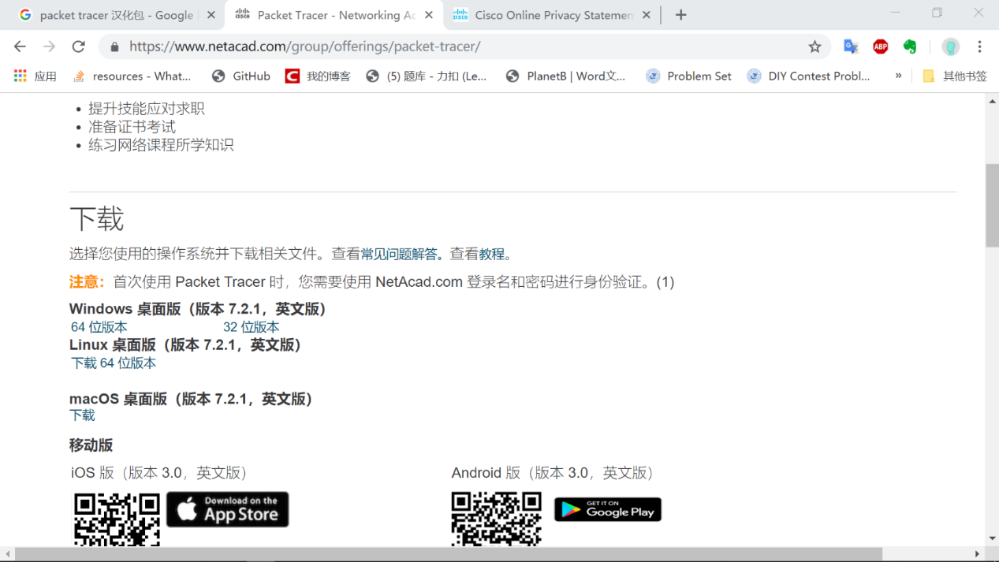 packet tracer 汉化包 - Google
Packet Tracer - Networking Ac
Cisco Online Privacy Statemen
https://www.netacad.com/group/offerings/packet-tracer/
ABP
应用
resources - What...
GitHub
我的博客
(5) 题库 - 力扣 (Le...
PlanetB | Word文...
Problem Set
DIY Contest Probl...
»
其他书签
• 提升技能应对求职
• 准备证书考试
• 练习网络课程所学知识
下载
选择您使用的操作系统并下载相关文件。查看常见问题解答。查看教程。
注意：首次使用 Packet Tracer 时，您需要使用 NetAcad.com 登录名和密码进行身份验证。(1)
Windows 桌面版（版本 7.2.1，英文版）
64 位版本 32 位版本
Linux 桌面版（版本 7.2.1，英文版）
下载 64 位版本
macOS 桌面版（版本 7.2.1，英文版）
下载
移动版
iOS 版（版本 3.0，英文版） Android 版（版本 3.0，英文版）
Download on the
App Store
GET IT ON
Google Play